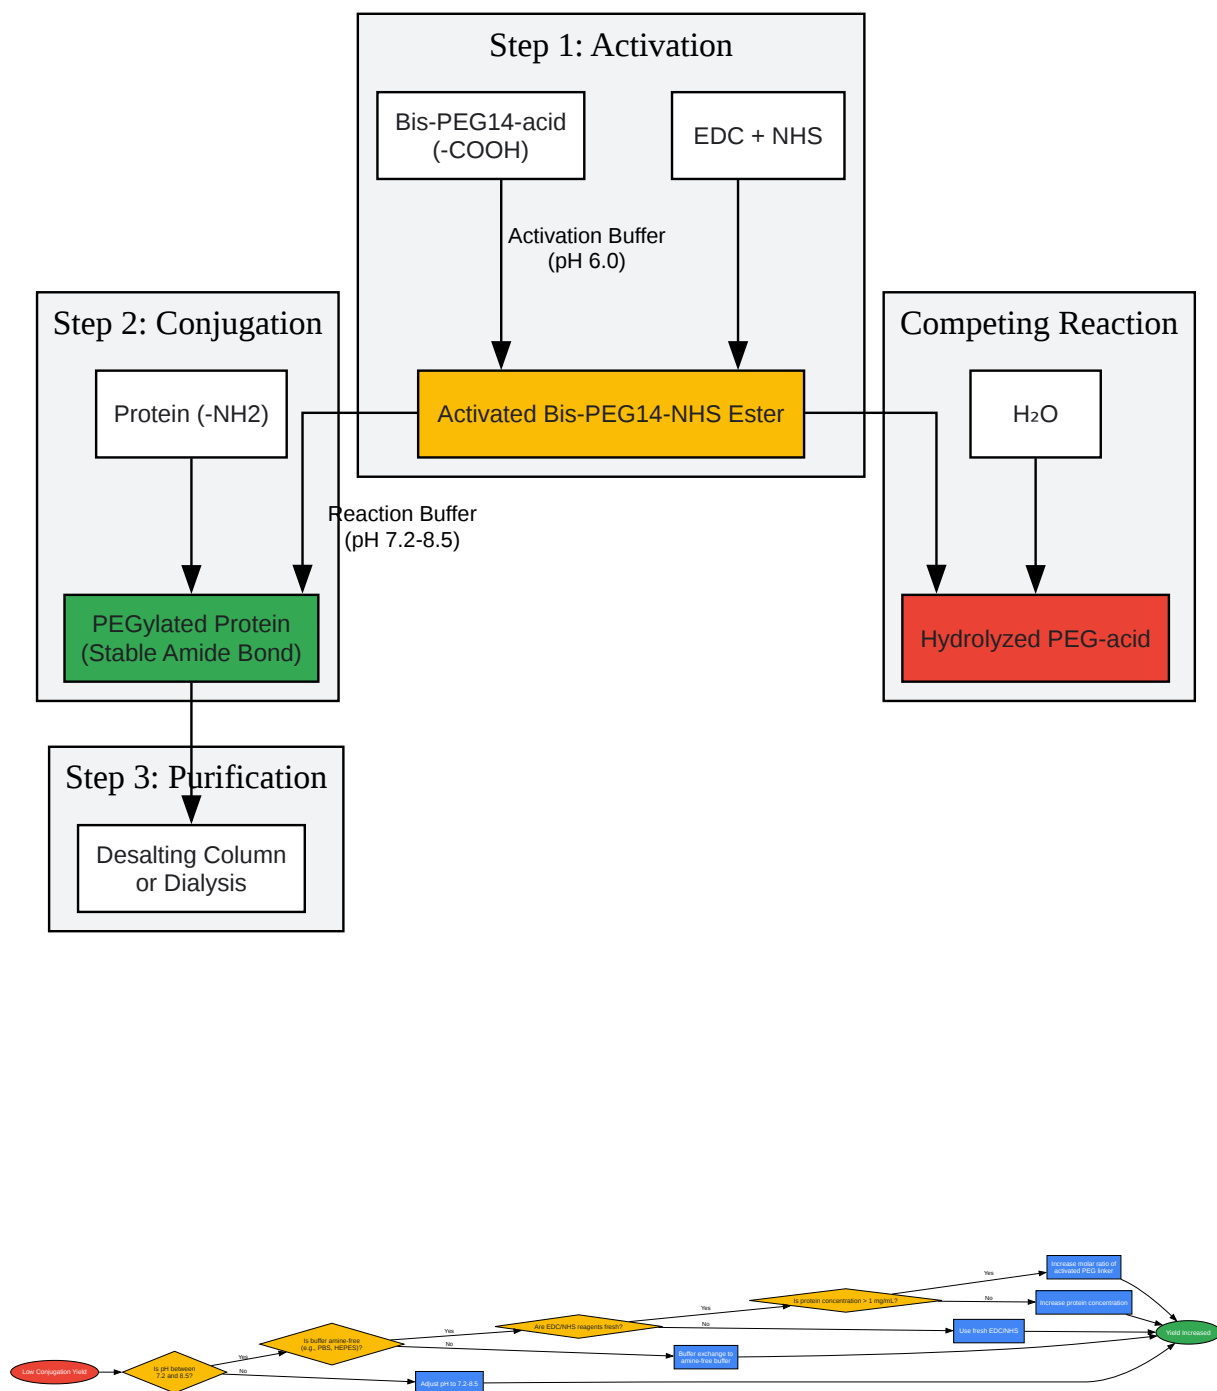 Step 1: Activation
Bis-PEG14-acid
(-COOH)
EDC + NHS
Activation Buffer
(pH 6.0)
Activated Bis-PEG14-NHS Ester
Step 2: Conjugation
Protein (-NH2)
Reaction Buffer
(pH 7.2-8.5)
PEGylated Protein
(Stable Amide Bond)
Competing Reaction
H₂O
Hydrolyzed PEG-acid
Step 3: Purification
Desalting Column
or Dialysis
Low Conjugation Yield
Is pH between
7.2 and 8.5?
Yes
No
Is buffer amine-free
(e.g., PBS, HEPES)?
Adjust pH to 7.2-8.5
Yes
No
Are EDC/NHS reagents fresh?
Buffer exchange to
amine-free buffer
Yes
No
Is protein concentration > 1 mg/mL?
Use fresh EDC/NHS
Yes
No
Increase molar ratio of
activated PEG linker
Increase protein concentration
Yield Increased